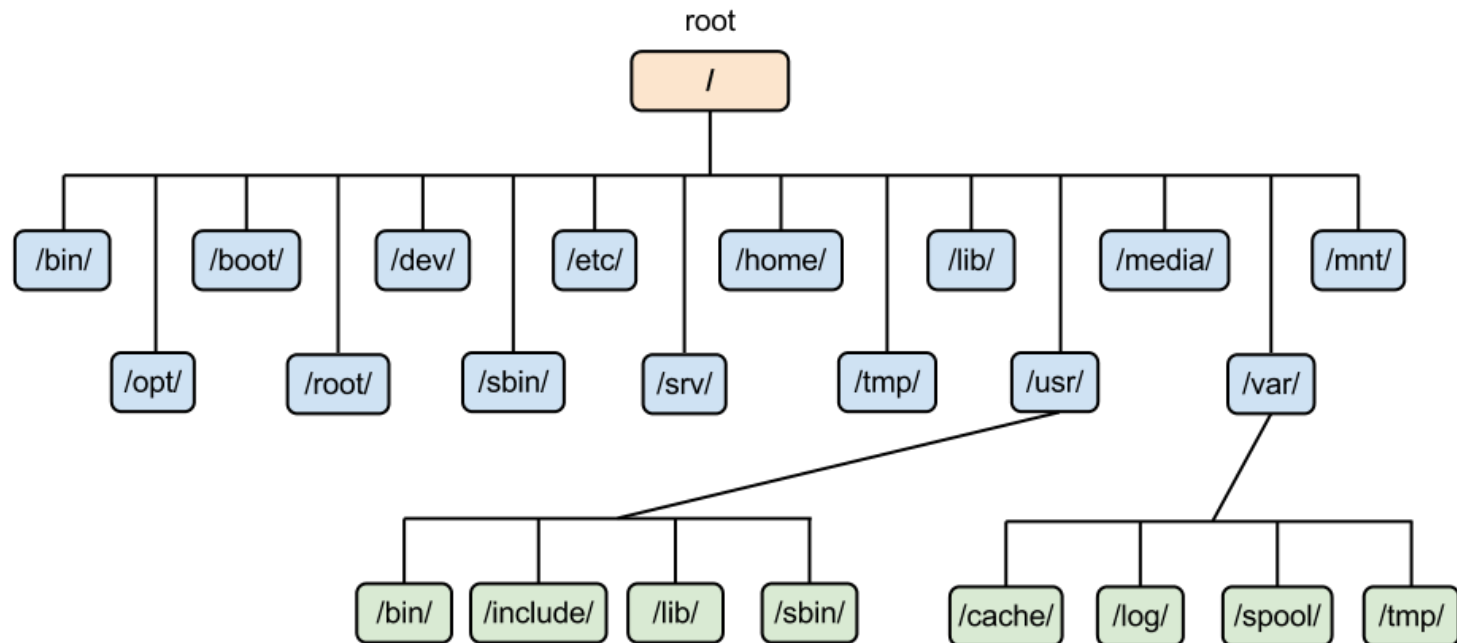 root
/
/bin/
/boot/
/dev/
/etc/
/home/
/lib/
/media/
/mnt/
/opt/
/root/
/sbin/
/srv/
/tmp/
/usr/
/var/
/bin/
/include/
/lib/
/sbin/
/cache/
/log/
/spool/
/tmp/